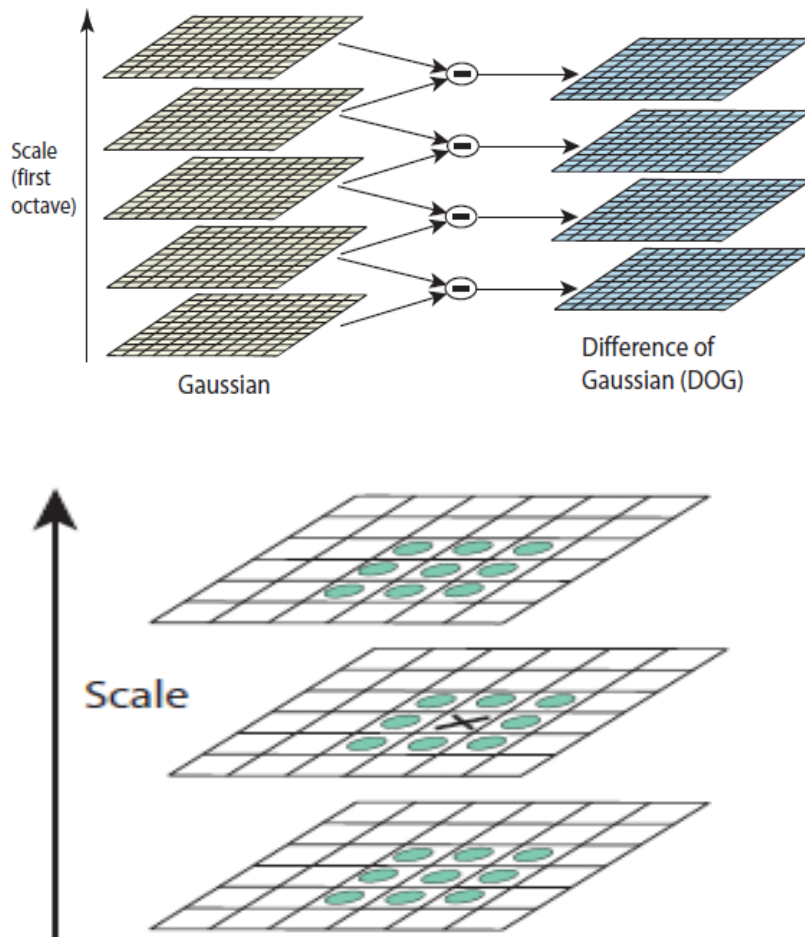 Scale
(first
octave)
Gaussian
Difference of
Gaussian (DOG)
Scale